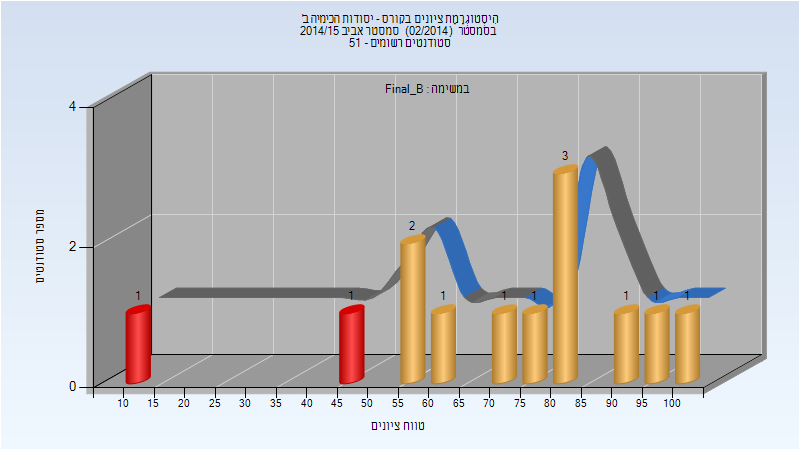 היסטוגרמת ציונים בקורס - יסודות הכימיה ב'
בסמסטר (02/2014) סמסטר אביב 2014/15
סטודנטים רשומים - 51
במשימה : Final_B
מספר סטודנטים
4
2
0
1
1
2
1
1
1
3
1
1
1
10 15 20 25 30 35 40 45 50 55 60 65 70 75 80 85 90 95 100
טווח ציונים